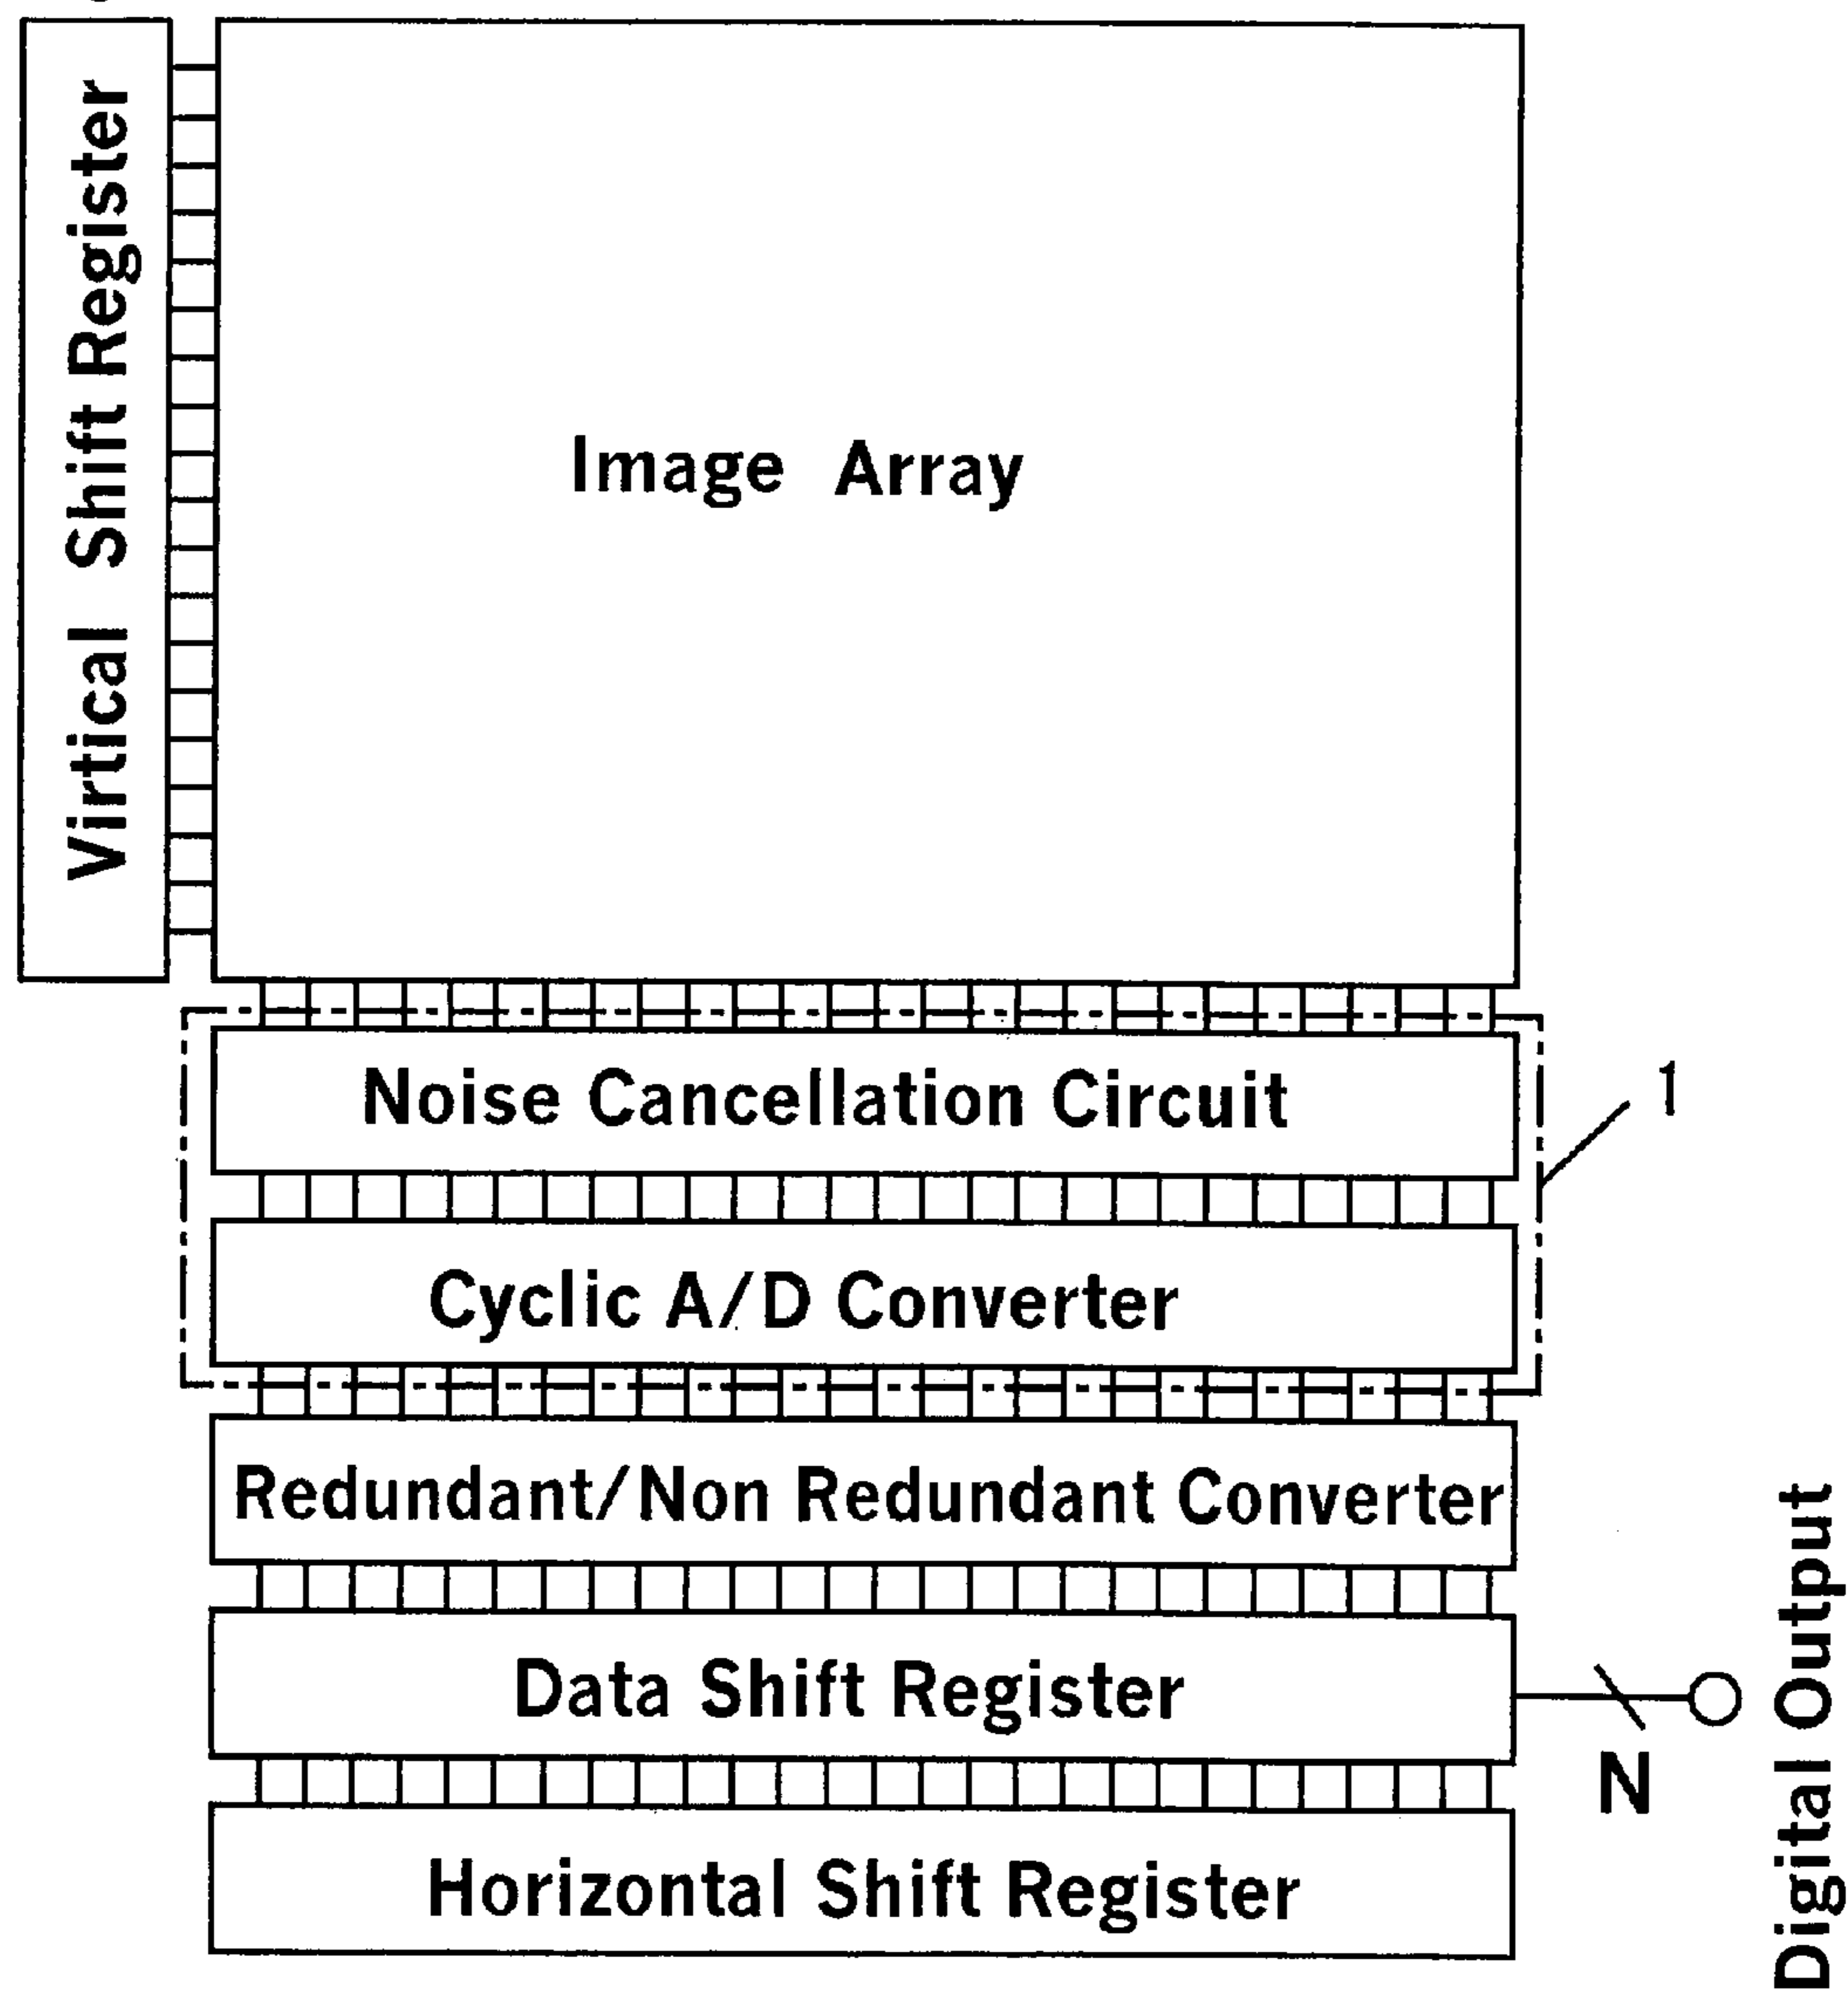 Virtical Shift Register
Image Array
Noise Cancellation Circuit
1
Cyclic A/D Converter
Redundant/Non Redundant Converter
Data Shift Register
N
Digital Output
Horizontal Shift Register